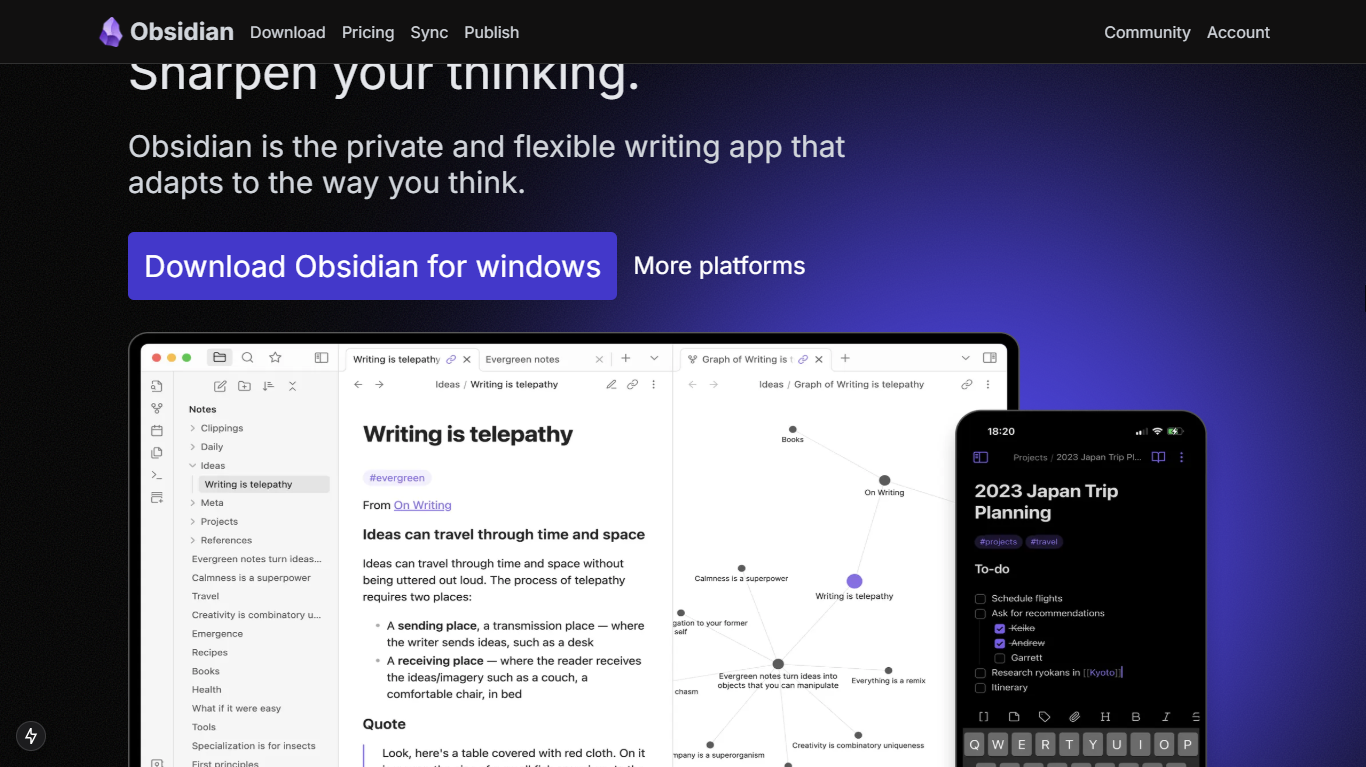 Obsidian
Download
Pricing
Sync
Publish
Community
Account
Sharpen your thinking.
Obsidian is the private and flexible writing app that
adapts to the way you think.
Download Obsidian for windows
More platforms
Writing is telepathy
Evergreen notes
Graph of Writing is
Ideas / Writing is telepathy
Ideas / Graph of Writing is telepathy
Notes
Clippings
Daily
Ideas
Writing is telepathy
Meta
Projects
References
Evergreen notes turn ideas...
Calmness is a superpower
Travel
Creativity is combinatory u...
Emergence
Recipes
Books
Health
What if it were easy
Tools
Specialization is for insects
First principles
Writing is telepathy
#evergreen
From On Writing
Ideas can travel through time and space
Ideas can travel through time and space without
being uttered out loud. The process of telepathy
requires two places:
A sending place, a transmission place — where
the writer sends ideas, such as a desk
A receiving place — where the reader receives
the ideas/imagery such as a couch, a
comfortable chair, in bed
Quote
Look, here's a table covered with red cloth. On it
Books
On Writing
Calmness is a superpower
Writing is telepathy
gation to your former
self
Evergreen notes turn ideas into
objects that you can manipulate
Everything is a remix
chasm
Creativity is combinatory uniqueness
mpany is a superorganism
18:20
Projects / 2023 Japan Trip Pl...
2023 Japan Trip
Planning
#projects #travel
To-do
Schedule flights
Ask for recommendations
Keiko
Andrew
Garrett
Research ryokans in [[Kyoto]]
Itinerary
H B I S
Q W E R T Y U I O P